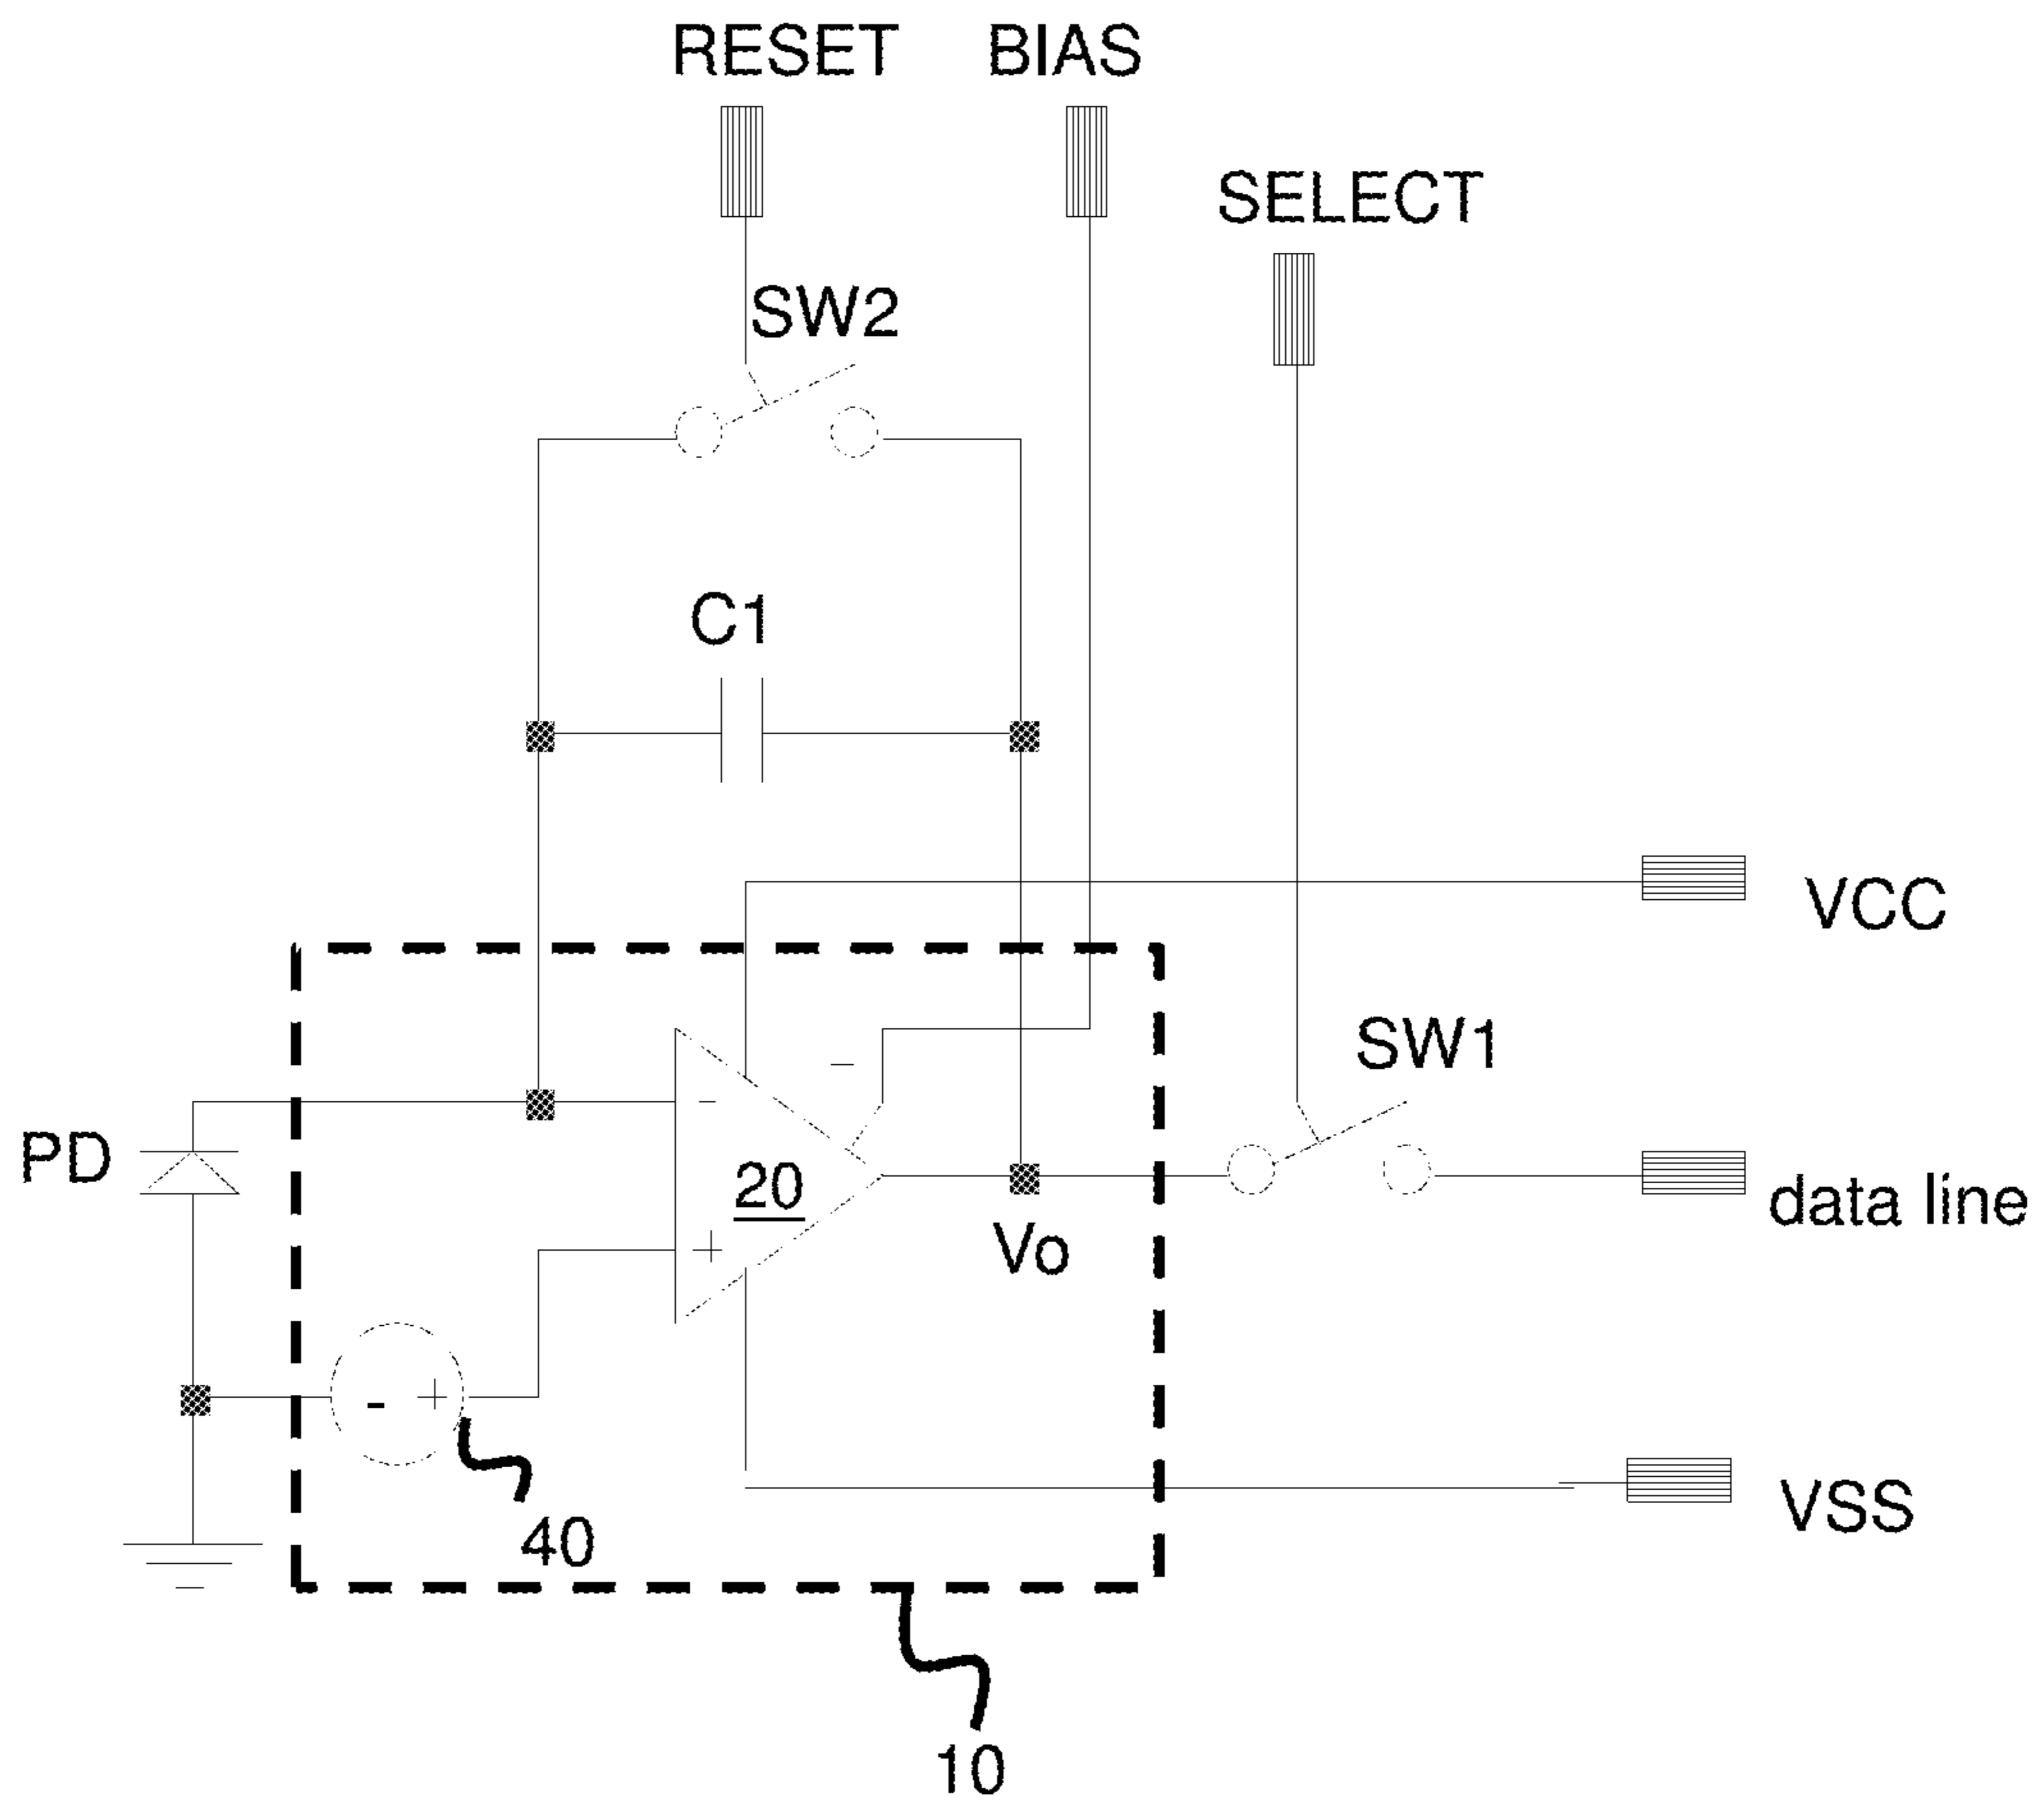 RESET
BIAS
SELECT
SW2
C1
VCC
SW1
PD
-
20
data line
+
Vo
- +
VSS
40
10